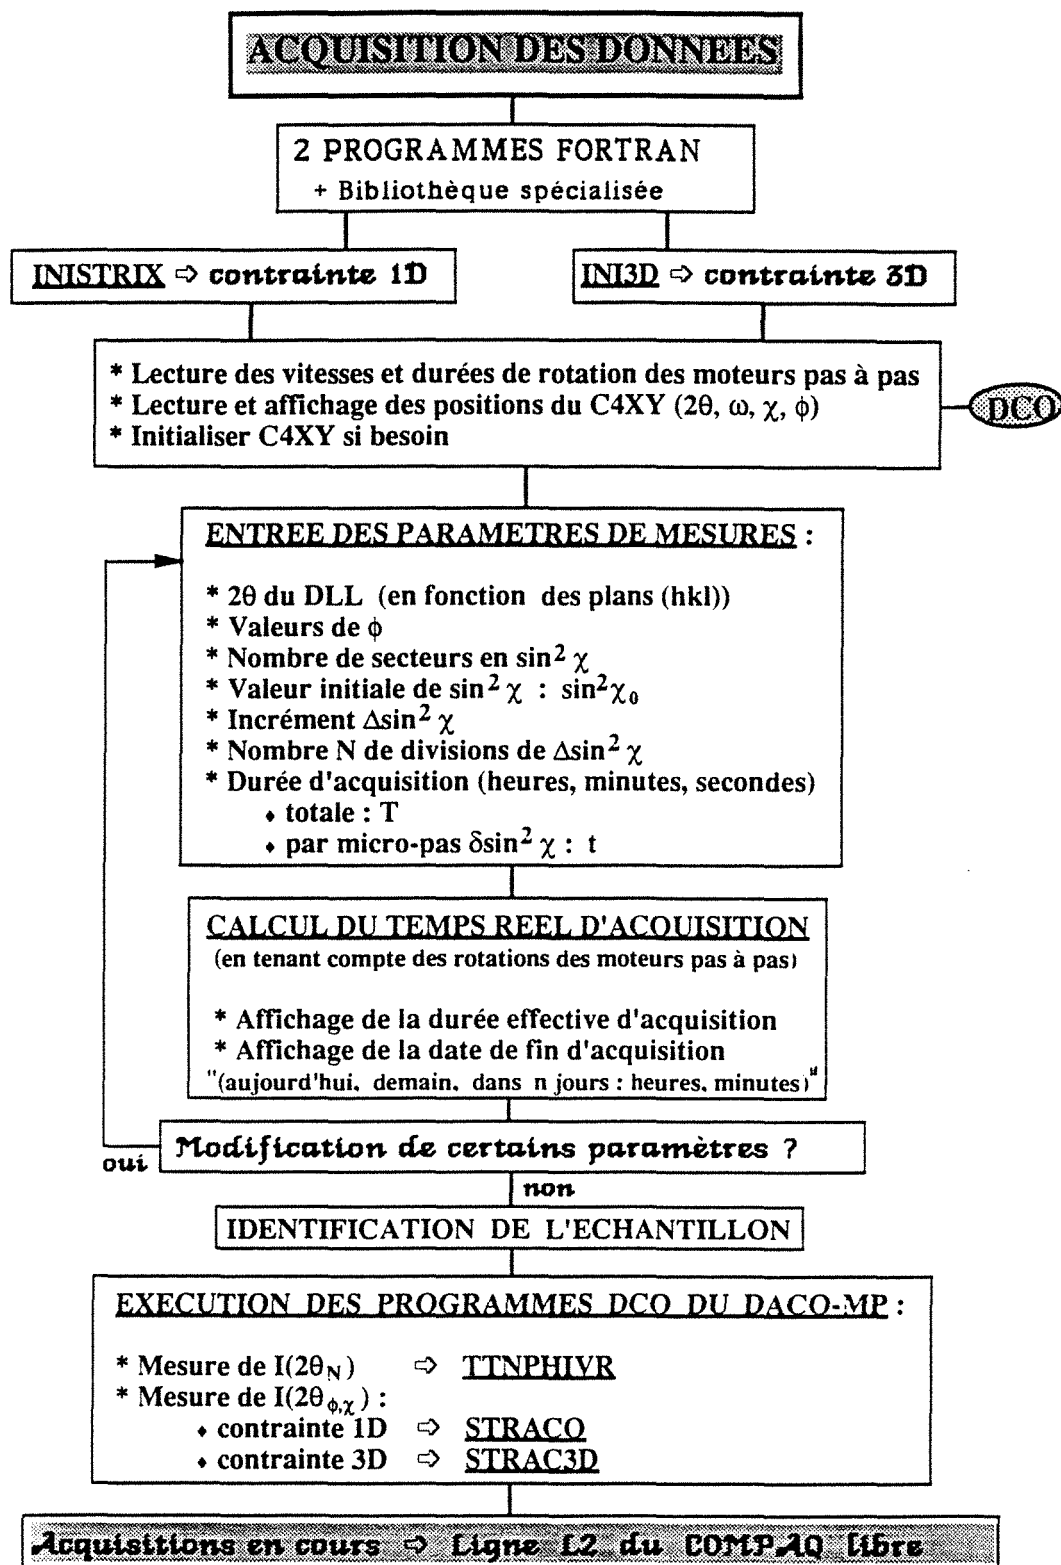 ACQUISITION DES DONNEES
2 PROGRAMMES FORTRAN
+ Bibliothèque spécialisée
INISTRIX ⇨ contrainte 1D
INI3D ⇨ contrainte 3D
* Lecture des vitesses et durées de rotation des moteurs pas à pas
* Lecture et affichage des positions du C4XY (2θ, ω, χ, ϕ)
* Initialiser C4XY si besoin
DCO
ENTREE DES PARAMETRES DE MESURES :
* 2θ du DLL (en fonction des plans (hkl))
* Valeurs de ϕ
* Nombre de secteurs en sin² χ
* Valeur initiale de sin² χ : sin²χ₀
* Incrément Δsin² χ
* Nombre N de divisions de Δsin² χ
* Durée d'acquisition (heures, minutes, secondes)
♦ totale : T
♦ par micro-pas δsin² χ : t
CALCUL DU TEMPS REEL D'ACQUISITION
(en tenant compte des rotations des moteurs pas à pas)
* Affichage de la durée effective d'acquisition
* Affichage de la date de fin d'acquisition
"(aujourd'hui, demain, dans n jours : heures, minutes)"
Modification de certains paramètres ?
oui
non
IDENTIFICATION DE L'ECHANTILLON
EXECUTION DES PROGRAMMES DCO DU DACO-MP :
* Mesure de I(2θ_N) ⇨ TTNPHIVR
* Mesure de I(2θ_ϕ,χ) :
♦ contrainte 1D ⇨ STRACO
♦ contrainte 3D ⇨ STRAC3D
Acquisitions en cours ⇨ Ligne L2 du COMPAQ libre